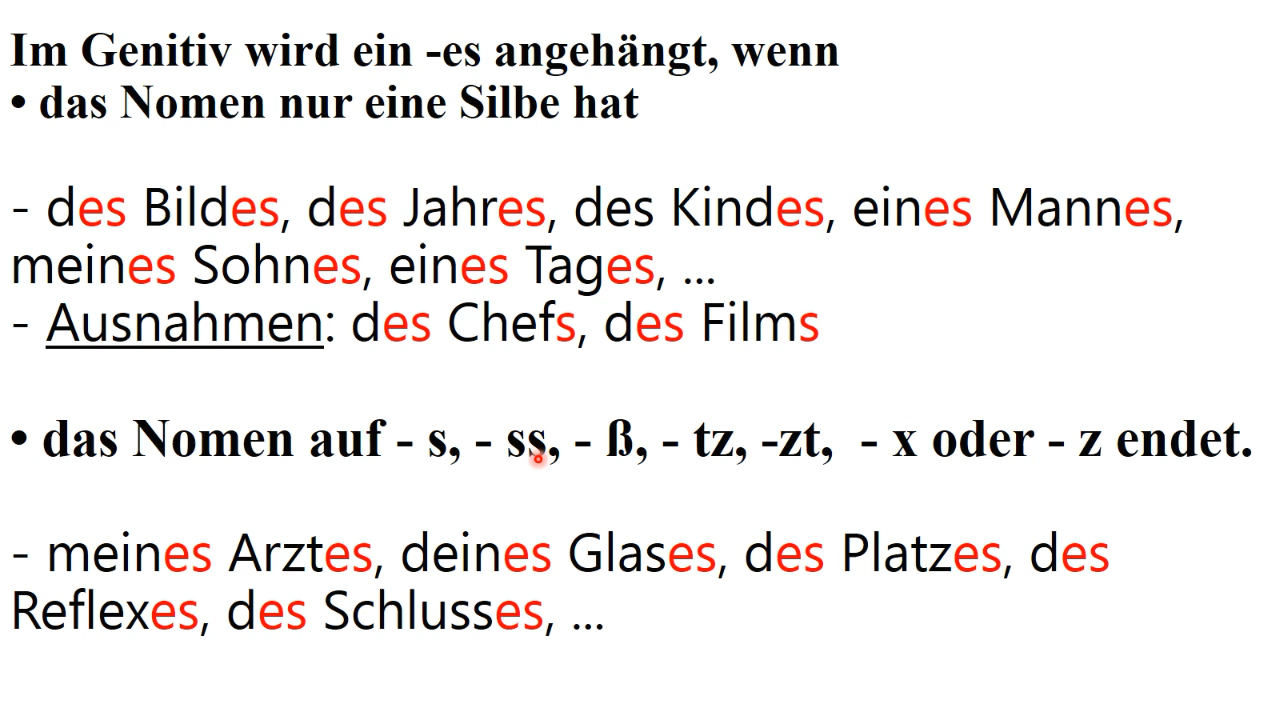 Im Genitiv wird ein -es angehängt, wenn
• das Nomen nur eine Silbe hat
- des Bildes, des Jahres, des Kindes, eines Mannes,
meines Sohnes, eines Tages, ...
- Ausnahmen: des Chefs, des Films
• das Nomen auf - s, - ss, - ß, - tz, -zt,  - x oder - z endet.
- meines Arztes, deines Glases, des Platzes, des
Reflexes, des Schlusses, ...